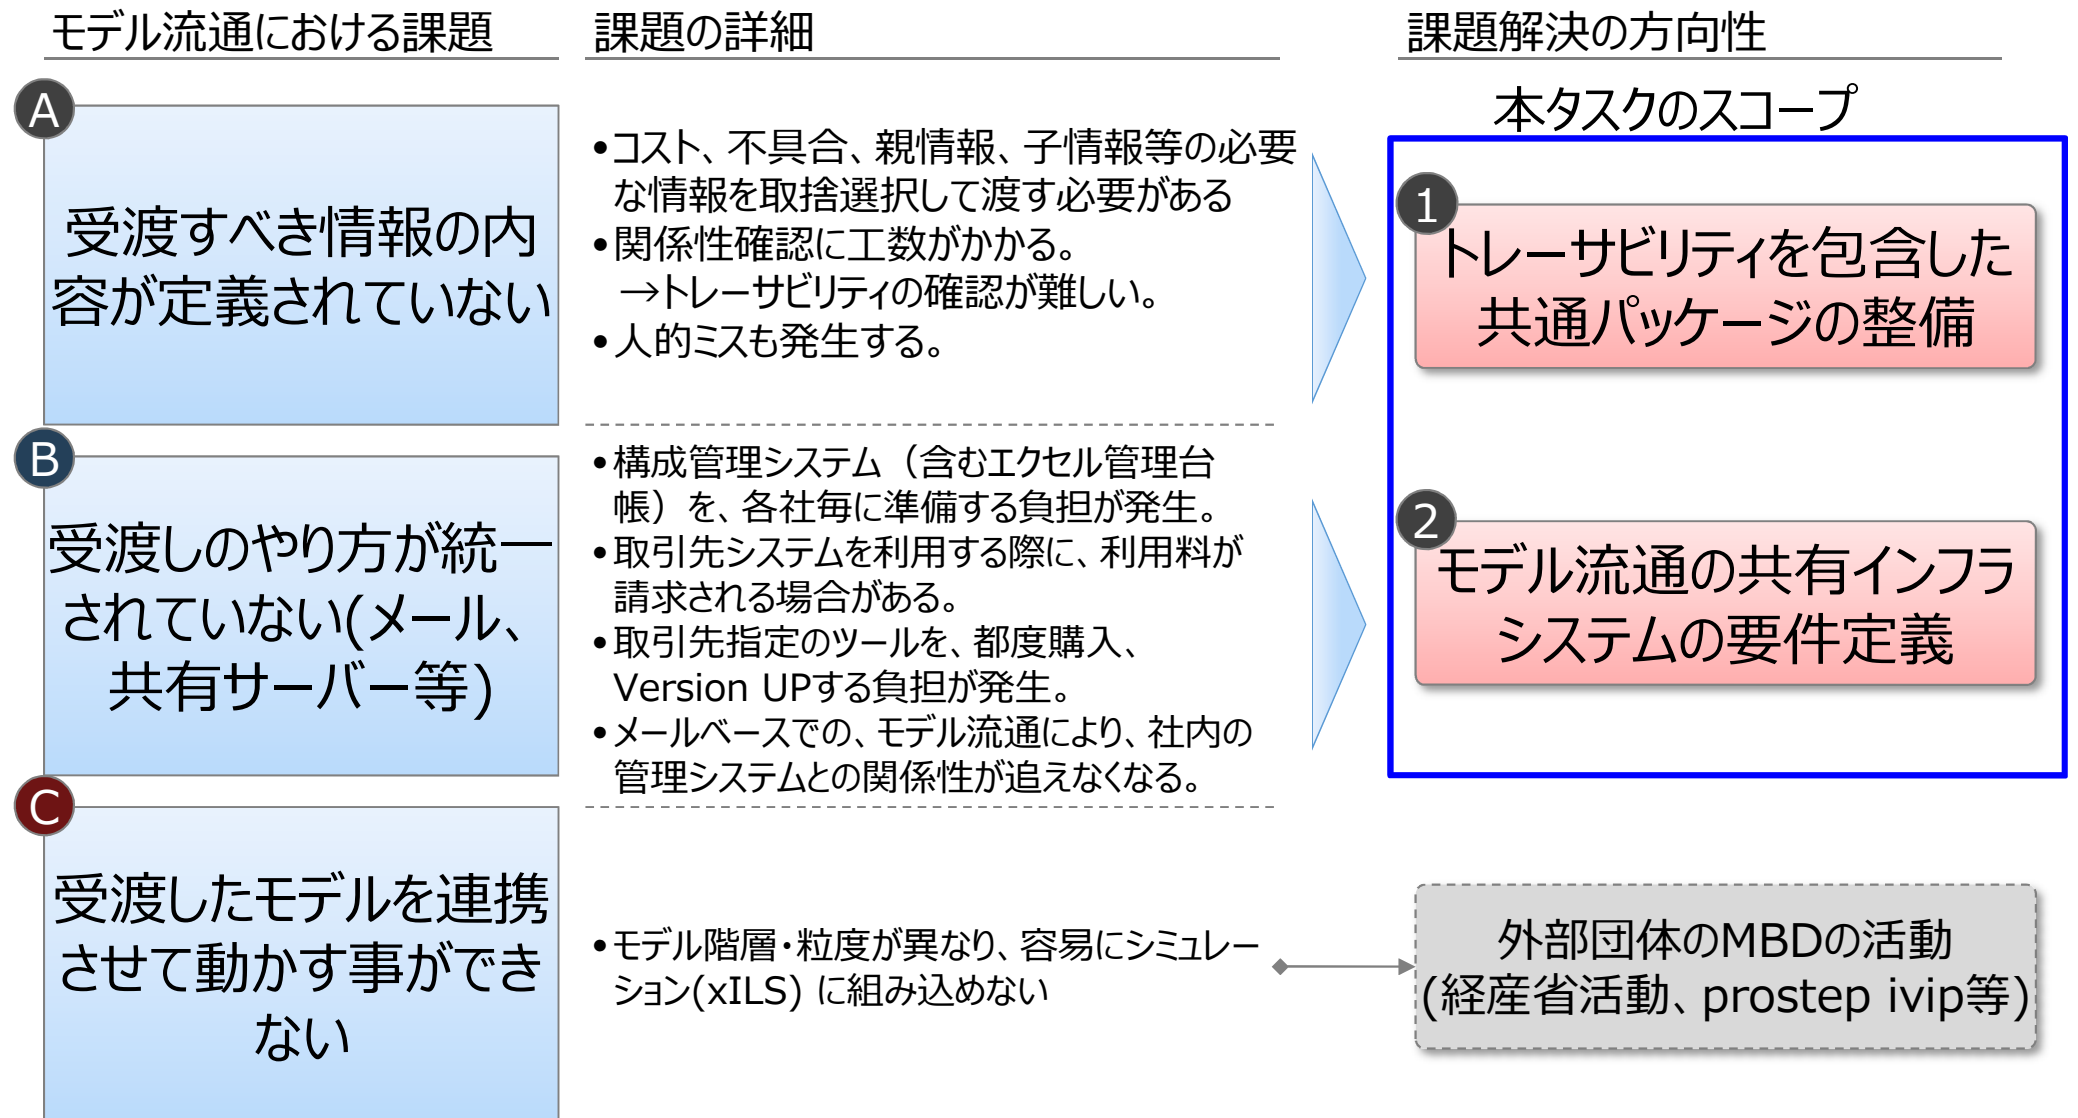 モデル流通における課題
課題の詳細
課題解決の方向性
本タスクのスコープ
A
受渡すべき情報の内
容が定義されていない
•コスト、不具合、親情報、子情報等の必要
な情報を取捨選択して渡す必要がある
•関係性確認に工数がかかる。
→トレーサビリティの確認が難しい。
•人的ミスも発生する。
1
トレーサビリティを包含した
共通パッケージの整備
B
受渡しのやり方が統一
されていない(メール、
共有サーバー等)
•構成管理システム（含むエクセル管理台
帳）を、各社毎に準備する負担が発生。
•取引先システムを利用する際に、利用料が
請求される場合がある。
•取引先指定のツールを、都度購入、
Version UPする負担が発生。
•メールベースでの、モデル流通により、社内の
管理システムとの関係性が追えなくなる。
2
モデル流通の共有インフラ
システムの要件定義
C
受渡したモデルを連携
させて動かす事ができ
ない
•モデル階層・粒度が異なり、容易にシミュレー
ション(xILS) に組み込めない
外部団体のMBDの活動
(経産省活動、prostep ivip等)